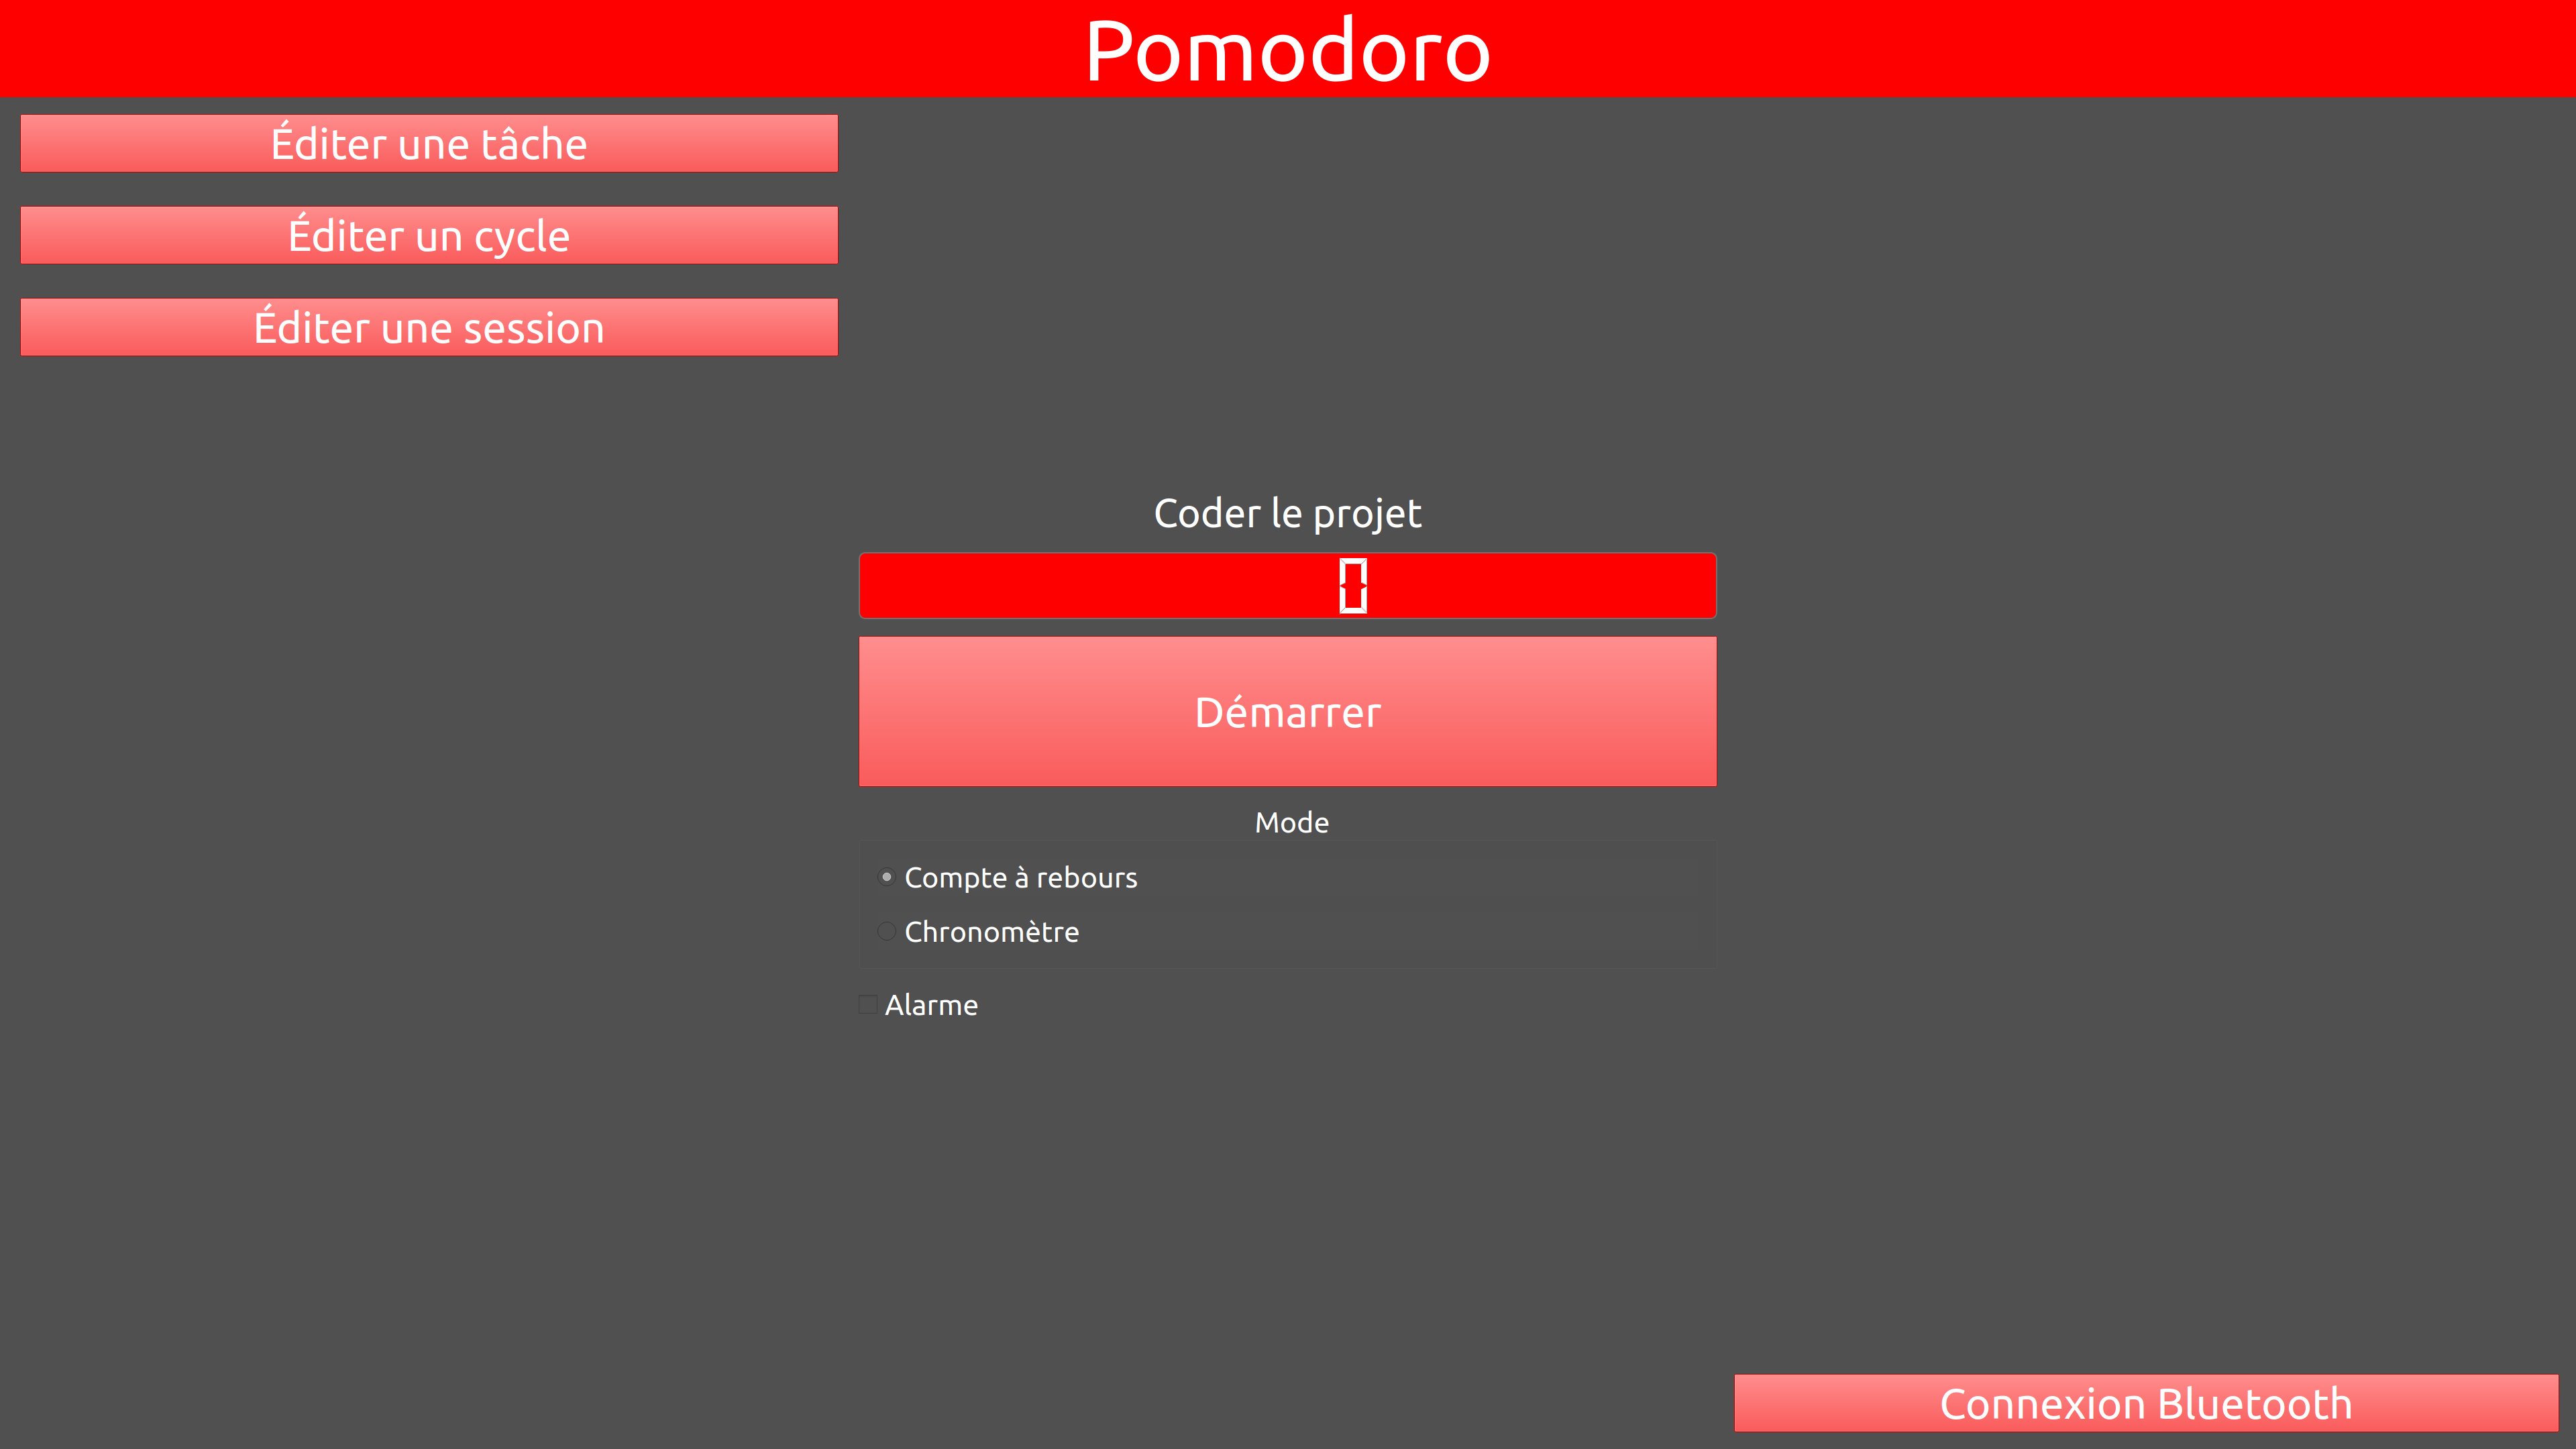 Pomodoro
Éditer une tâche
Éditer un cycle
Éditer une session
Coder le projet
0
Démarrer
Mode
Compte à rebours
Chronomètre
Alarme
Connexion Bluetooth